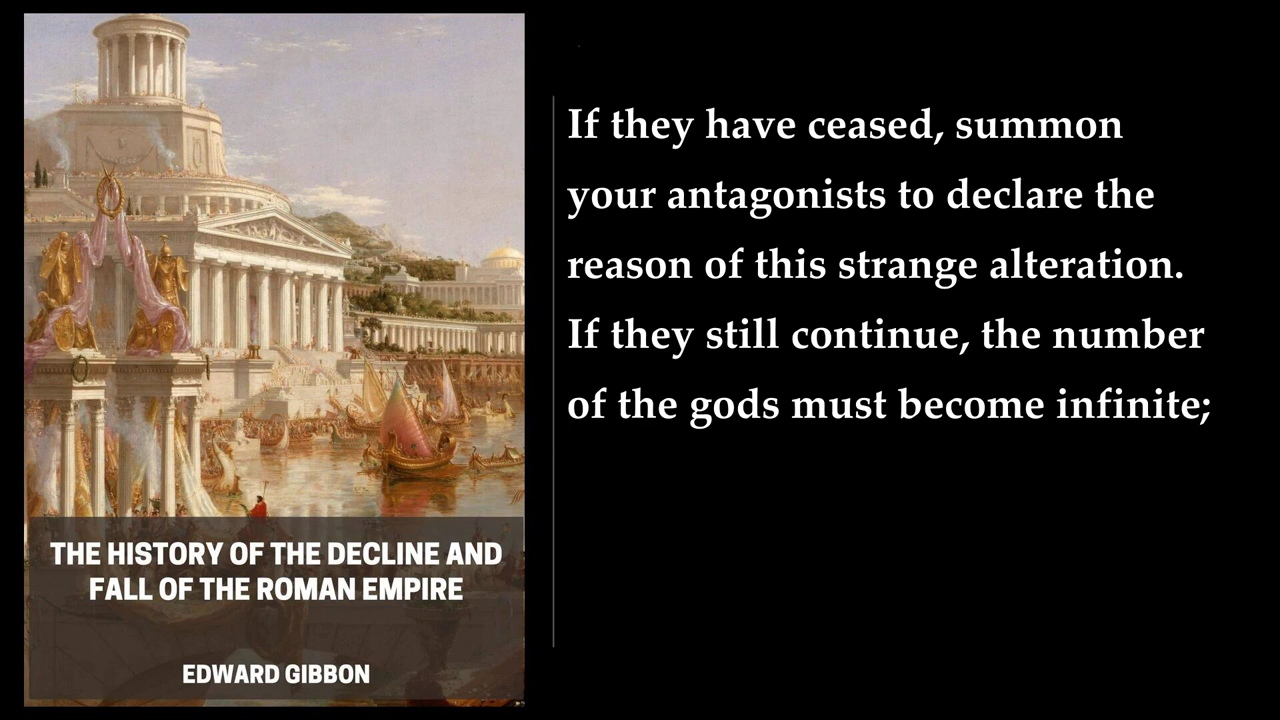 THE HISTORY OF THE DECLINE AND
FALL OF THE ROMAN EMPIRE
EDWARD GIBBON
If they have ceased, summon
your antagonists to declare the
reason of this strange alteration.
If they still continue, the number
of the gods must become infinite;